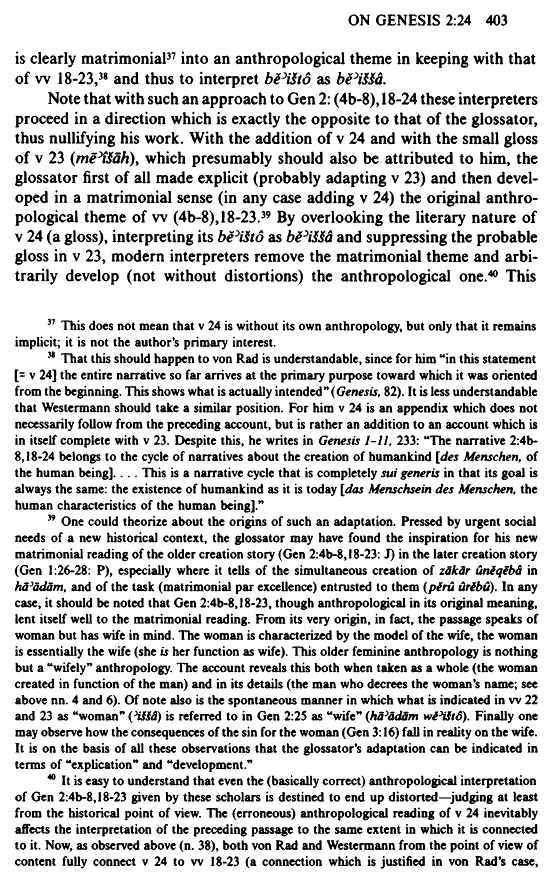 ON GENESIS 2:24 403
is clearly matrimonial³⁷ into an anthropological theme in keeping with that
of vv 18-23,³⁸ and thus to interpret bĕʾištô as bĕʾiššâ.
Note that with such an approach to Gen 2: (4b-8),18-24 these interpreters
proceed in a direction which is exactly the opposite to that of the glossator,
thus nullifying his work. With the addition of v 24 and with the small gloss
of v 23 (mēʾîšāh), which presumably should also be attributed to him, the
glossator first of all made explicit (probably adapting v 23) and then devel-
oped in a matrimonial sense (in any case adding v 24) the original anthro-
pological theme of vv (4b-8),18-23.³⁹ By overlooking the literary nature of
v 24 (a gloss), interpreting its bĕʾištô as bĕʾiššâ and suppressing the probable
gloss in v 23, modern interpreters remove the matrimonial theme and arbi-
trarily develop (not without distortions) the anthropological one.⁴⁰ This
³⁷ This does not mean that v 24 is without its own anthropology, but only that it remains
implicit; it is not the author's primary interest.
³⁸ That this should happen to von Rad is understandable, since for him “in this statement
[= v 24] the entire narrative so far arrives at the primary purpose toward which it was oriented
from the beginning. This shows what is actually intended” (Genesis, 82). It is less understandable
that Westermann should take a similar position. For him v 24 is an appendix which does not
necessarily follow from the preceding account, but is rather an addition to an account which is
in itself complete with v 23. Despite this, he writes in Genesis 1–11, 233: “The narrative 2:4b-
8,18-24 belongs to the cycle of narratives about the creation of humankind [des Menschen, of
the human being]. . . . This is a narrative cycle that is completely sui generis in that its goal is
always the same: the existence of humankind as it is today [das Menschsein des Menschen, the
human characteristics of the human being].”
³⁹ One could theorize about the origins of such an adaptation. Pressed by urgent social
needs of a new historical context, the glossator may have found the inspiration for his new
matrimonial reading of the older creation story (Gen 2:4b-8,18-23: J) in the later creation story
(Gen 1:26-28: P), especially where it tells of the simultaneous creation of zākār ûnĕqēbâ in
hāʾādām, and of the task (matrimonial par excellence) entrusted to them (pĕrû ûrĕbû). In any
case, it should be noted that Gen 2:4b-8,18-23, though anthropological in its original meaning,
lent itself well to the matrimonial reading. From its very origin, in fact, the passage speaks of
woman but has wife in mind. The woman is characterized by the model of the wife, the woman
is essentially the wife (she is her function as wife). This older feminine anthropology is nothing
but a “wifely” anthropology. The account reveals this both when taken as a whole (the woman
created in function of the man) and in its details (the man who decrees the woman's name; see
above nn. 4 and 6). Of note also is the spontaneous manner in which what is indicated in vv 22
and 23 as “woman” (ʾiššâ) is referred to in Gen 2:25 as “wife” (hāʾādām wĕʾištô). Finally one
may observe how the consequences of the sin for the woman (Gen 3:16) fall in reality on the wife.
It is on the basis of all these observations that the glossator's adaptation can be indicated in
terms of “explication” and “development.”
⁴⁰ It is easy to understand that even the (basically correct) anthropological interpretation
of Gen 2:4b-8,18-23 given by these scholars is destined to end up distorted—judging at least
from the historical point of view. The (erroneous) anthropological reading of v 24 inevitably
affects the interpretation of the preceding passage to the same extent in which it is connected
to it. Now, as observed above (n. 38), both von Rad and Westermann from the point of view of
content fully connect v 24 to vv 18-23 (a connection which is justified in von Rad's case,